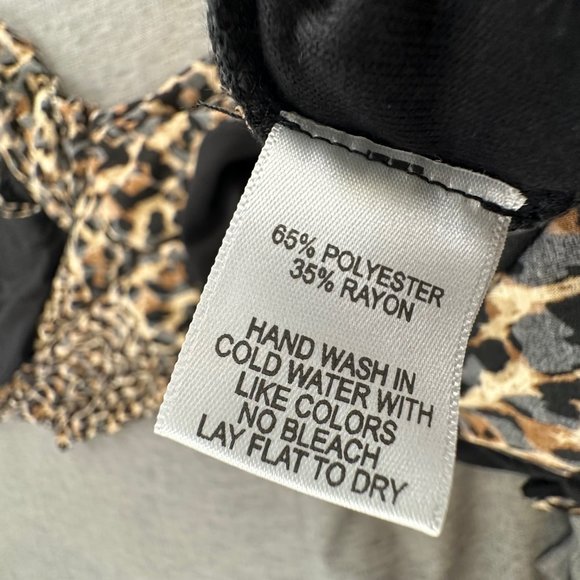 65% POLYESTER
35% RAYON
HAND WASH IN
COLD WATER WITH
LIKE COLORS
NO BLEACH
LAY FLAT TO DRY